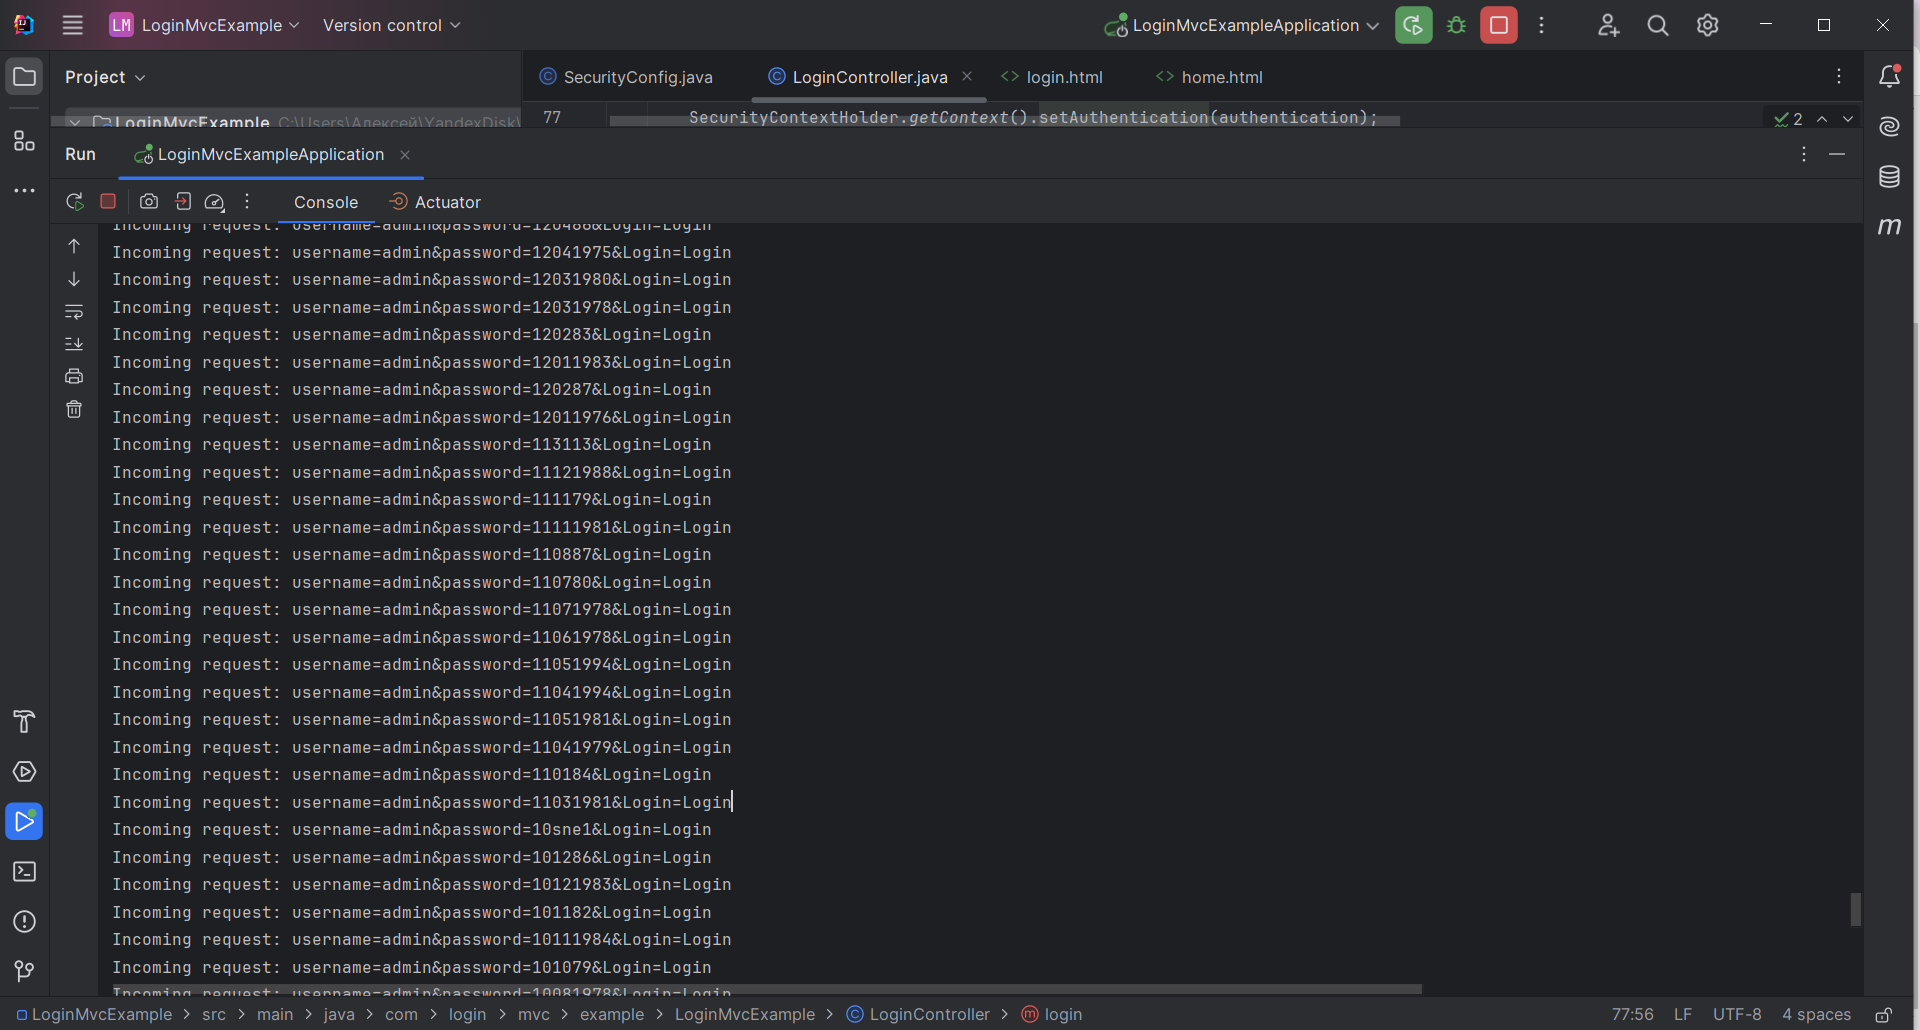 LM LoginMvcExample Version control LoginMvcExampleApplication
Project SecurityConfig.java LoginController.java login.html home.html
LoginMvcExample C:\Users\Алексей\YandexDisk\ 77 SecurityContextHolder.getContext().setAuthentication(authentication); 2
Run LoginMvcExampleApplication
Console Actuator
Incoming request: username=admin&password=120486&Login=Login
Incoming request: username=admin&password=12041975&Login=Login
Incoming request: username=admin&password=12031980&Login=Login
Incoming request: username=admin&password=12031978&Login=Login
Incoming request: username=admin&password=120283&Login=Login
Incoming request: username=admin&password=12011983&Login=Login
Incoming request: username=admin&password=120287&Login=Login
Incoming request: username=admin&password=12011976&Login=Login
Incoming request: username=admin&password=113113&Login=Login
Incoming request: username=admin&password=11121988&Login=Login
Incoming request: username=admin&password=111179&Login=Login
Incoming request: username=admin&password=11111981&Login=Login
Incoming request: username=admin&password=110887&Login=Login
Incoming request: username=admin&password=110780&Login=Login
Incoming request: username=admin&password=11071978&Login=Login
Incoming request: username=admin&password=11061978&Login=Login
Incoming request: username=admin&password=11051994&Login=Login
Incoming request: username=admin&password=11041994&Login=Login
Incoming request: username=admin&password=11051981&Login=Login
Incoming request: username=admin&password=11041979&Login=Login
Incoming request: username=admin&password=110184&Login=Login
Incoming request: username=admin&password=11031981&Login=Login
Incoming request: username=admin&password=10sne1&Login=Login
Incoming request: username=admin&password=101286&Login=Login
Incoming request: username=admin&password=10121983&Login=Login
Incoming request: username=admin&password=101182&Login=Login
Incoming request: username=admin&password=10111984&Login=Login
Incoming request: username=admin&password=101079&Login=Login
Incoming request: username=admin&password=10081978&Login=Login
LoginMvcExample > src > main > java > com > login > mvc > example > LoginMvcExample > LoginController > login 77:56 LF UTF-8 4 spaces